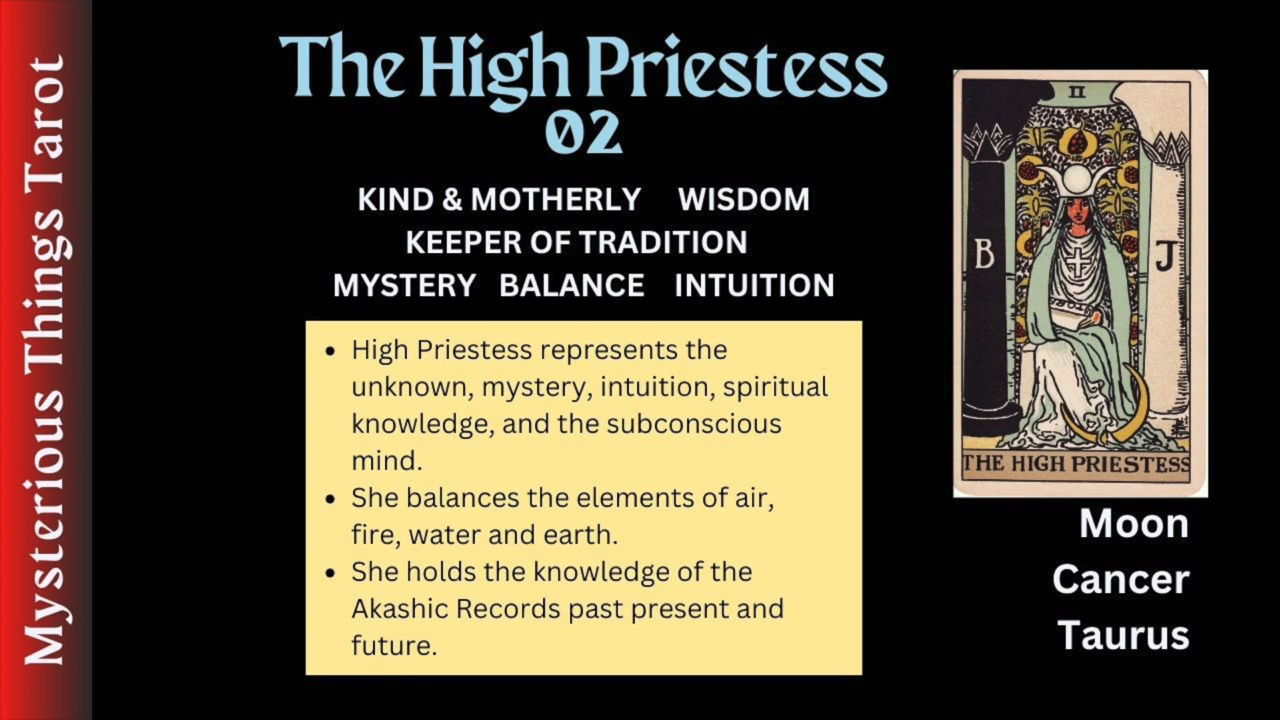 Mysterious Things Tarot
The High Priestess
02
KIND & MOTHERLY WISDOM
KEEPER OF TRADITION
MYSTERY BALANCE INTUITION
• High Priestess represents the
unknown, mystery, intuition, spiritual
knowledge, and the subconscious
mind.
• She balances the elements of air,
fire, water and earth.
• She holds the knowledge of the
Akashic Records past present and
future.
II
B
J
THE HIGH PRIESTESS
Moon
Cancer
Taurus